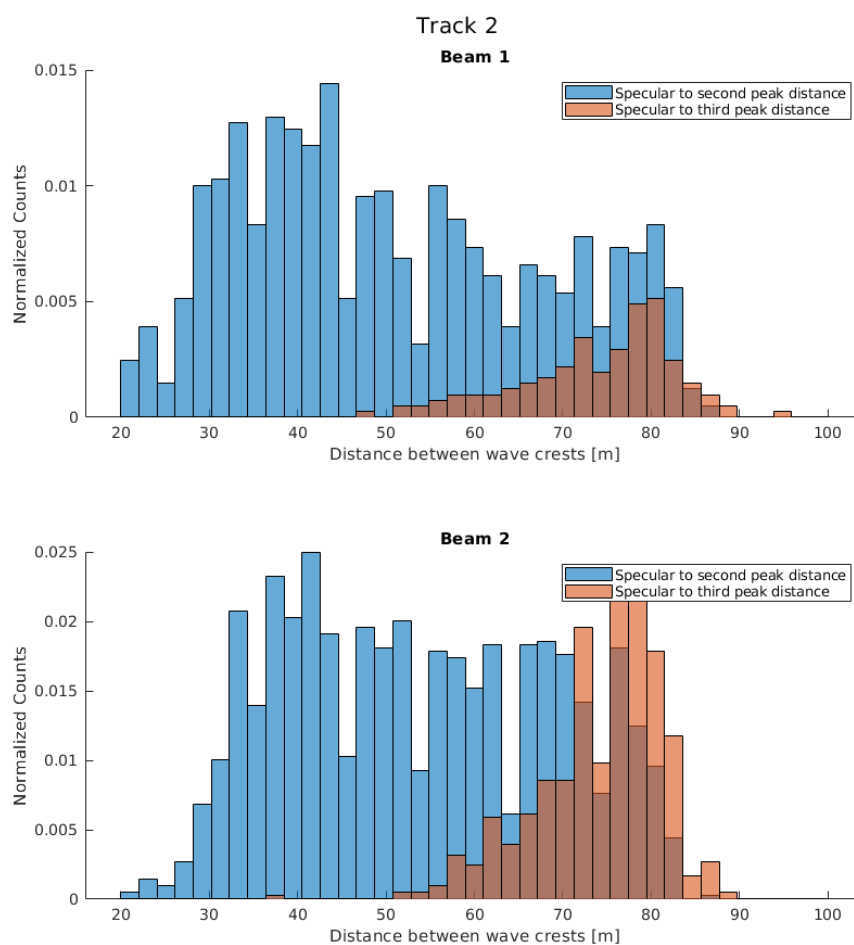 Track 2
Beam 1
Specular to second peak distance
Specular to third peak distance
0.015
0.01
0.005
0
Normalized Counts
20 30 40 50 60 70 80 90 100
Distance between wave crests [m]
Beam 2
Specular to second peak distance
Specular to third peak distance
0.025
0.02
0.015
0.01
0.005
0
Normalized Counts
20 30 40 50 60 70 80 90 100
Distance between wave crests [m]